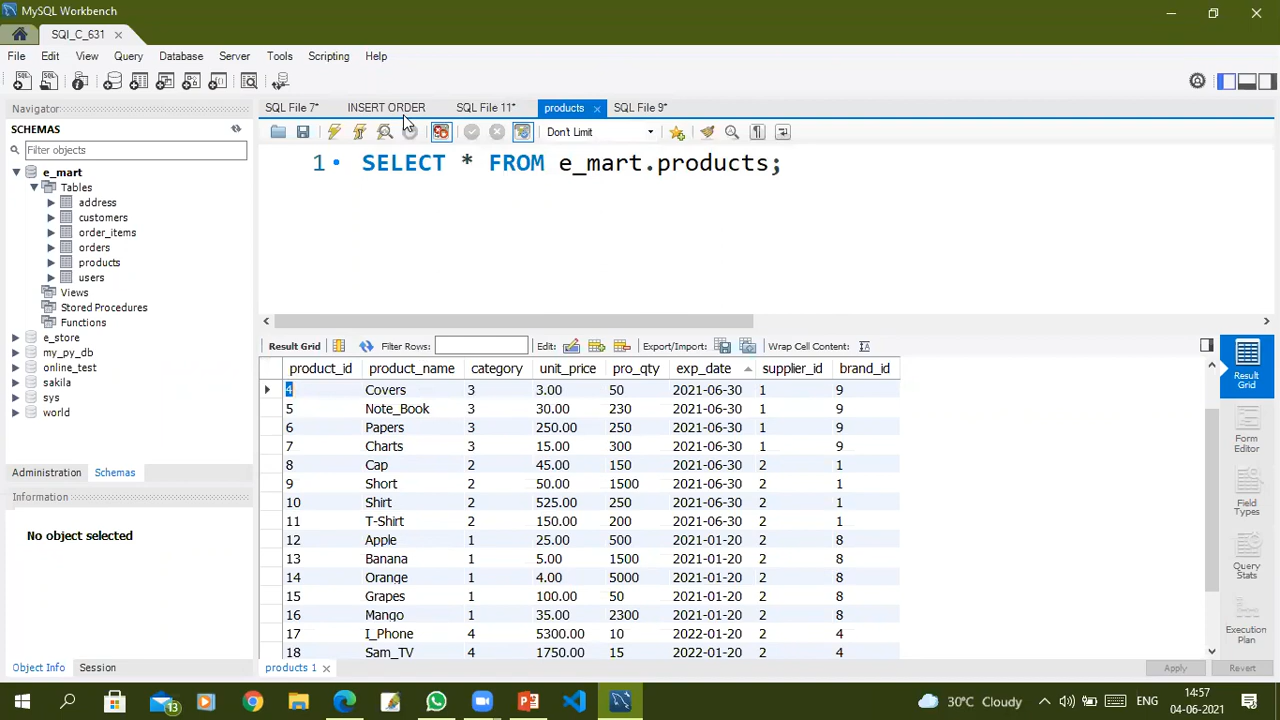 MySQL Workbench
SQl_C_631
File Edit View Query Database Server Tools Scripting Help
Navigator
SCHEMAS
Filter objects
e_mart
Tables
address
customers
order_items
orders
products
users
Views
Stored Procedures
Functions
e_store
my_py_db
online_test
sakila
sys
world
Administration Schemas
Information
No object selected
Object Info Session
SQL File 7* INSERT ORDER SQL File 11* products SQL File 9*
Don't Limit
1 SELECT * FROM e_mart.products;
Result Grid Filter Rows: Edit: Export/Import: Wrap Cell Content:
product_id product_name category unit_price pro_qty exp_date supplier_id brand_id
4 Covers 3 3.00 50 2021-06-30 1 9
5 Note_Book 3 30.00 230 2021-06-30 1 9
6 Papers 3 250.00 250 2021-06-30 1 9
7 Charts 3 15.00 300 2021-06-30 1 9
8 Cap 2 45.00 150 2021-06-30 2 1
9 Short 2 50.00 1500 2021-06-30 2 1
10 Shirt 2 525.00 250 2021-06-30 2 1
11 T-Shirt 2 150.00 200 2021-06-30 2 1
12 Apple 1 25.00 500 2021-01-20 2 8
13 Banana 1 5.00 1500 2021-01-20 2 8
14 Orange 1 4.00 5000 2021-01-20 2 8
15 Grapes 1 100.00 50 2021-01-20 2 8
16 Mango 1 35.00 2300 2021-01-20 2 8
17 I_Phone 4 5300.00 10 2022-01-20 2 4
18 Sam_TV 4 1750.00 15 2022-01-20 2 4
products 1
Apply Revert
Result
Grid
Form
Editor
Field
Types
Query
Stats
Execution
Plan
13
30°C Cloudy
ENG
14:57
04-06-2021